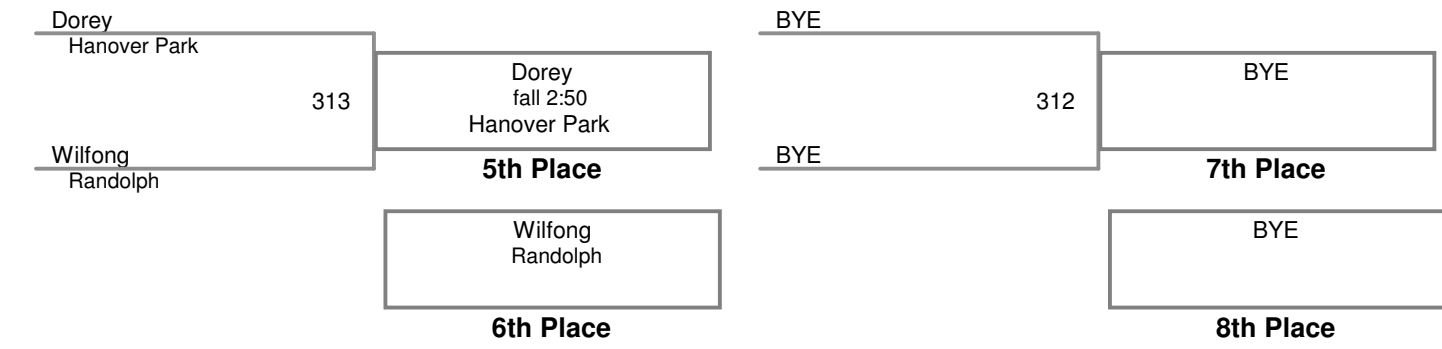 Dorey
Hanover Park
313
Dorey
fall 2:50
Hanover Park
Wilfong
Randolph
5th Place
Wilfong
Randolph
6th Place
BYE
312
BYE
BYE
7th Place
BYE
8th Place